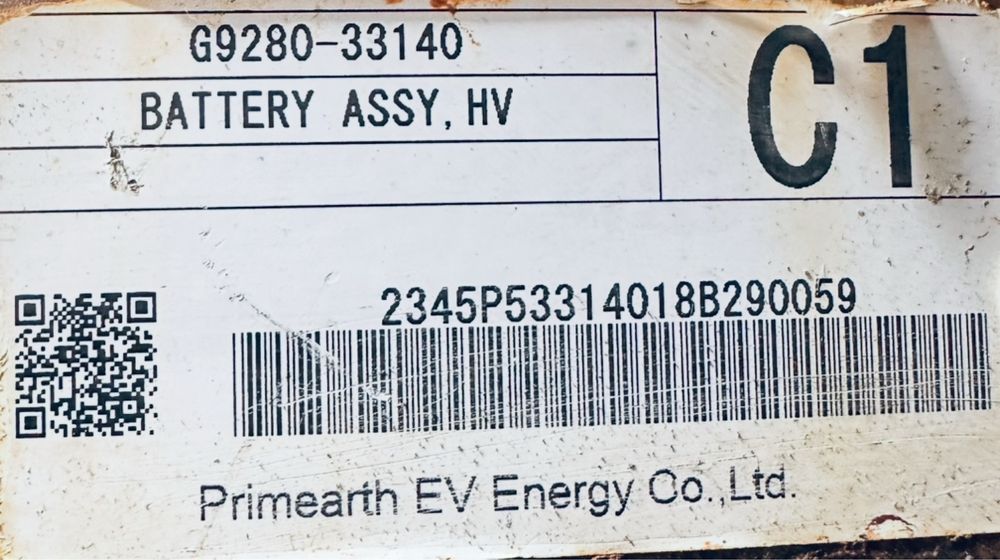 G9280-33140
C1
BATTERY ASSY, HV
2345P53314018B290059
Primearth EV Energy Co.,Ltd.